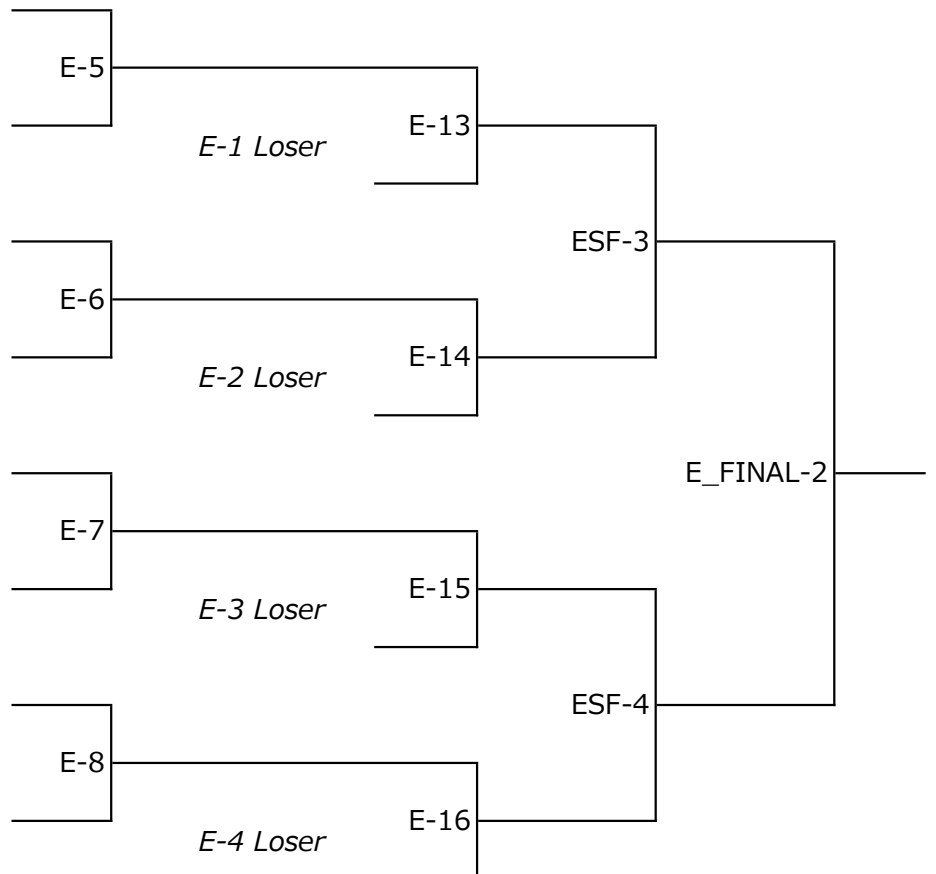 E-5
E-13
E-1 Loser
ESF-3
E-6
E-14
E-2 Loser
E_FINAL-2
E-7
E-15
E-3 Loser
ESF-4
E-8
E-16
E-4 Loser